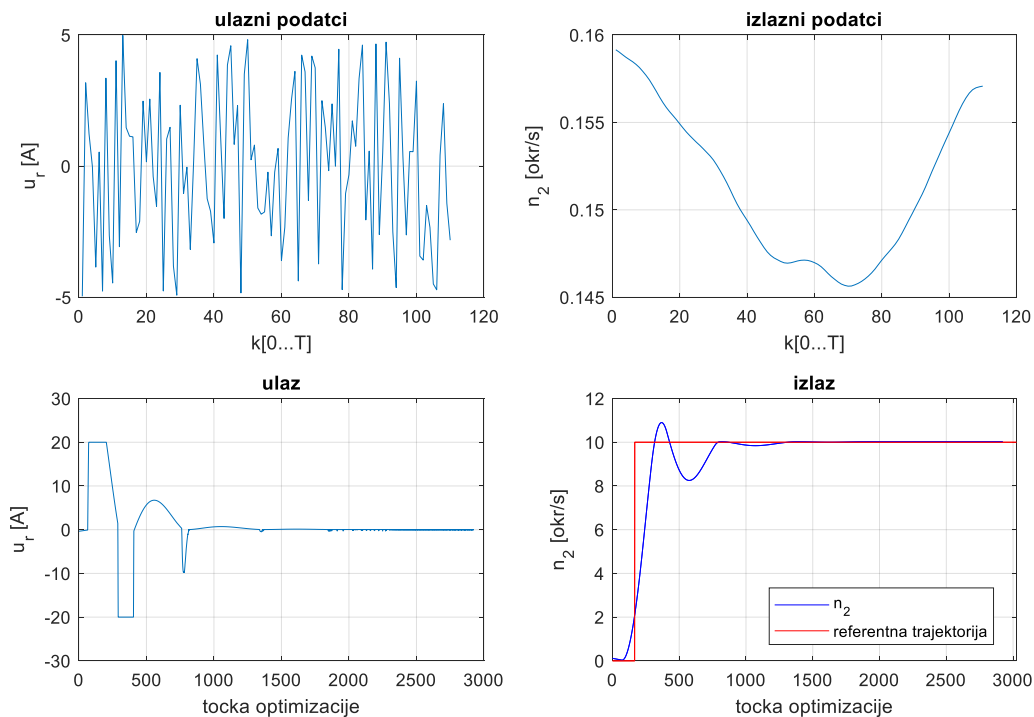 ulazni podatci
5
0
-5
u_r [A]
0 20 40 60 80 100 120
k[0...T]
izlazni podatci
0.16
0.155
0.15
0.145
n_2 [okr/s]
0 20 40 60 80 100 120
k[0...T]
ulaz
30
20
10
0
-10
-20
-30
u_r [A]
0 500 1000 1500 2000 2500 3000
tocka optimizacije
izlaz
12
10
8
6
4
2
0
n_2 [okr/s]
n_2
referentna trajektorija
0 500 1000 1500 2000 2500 3000
tocka optimizacije